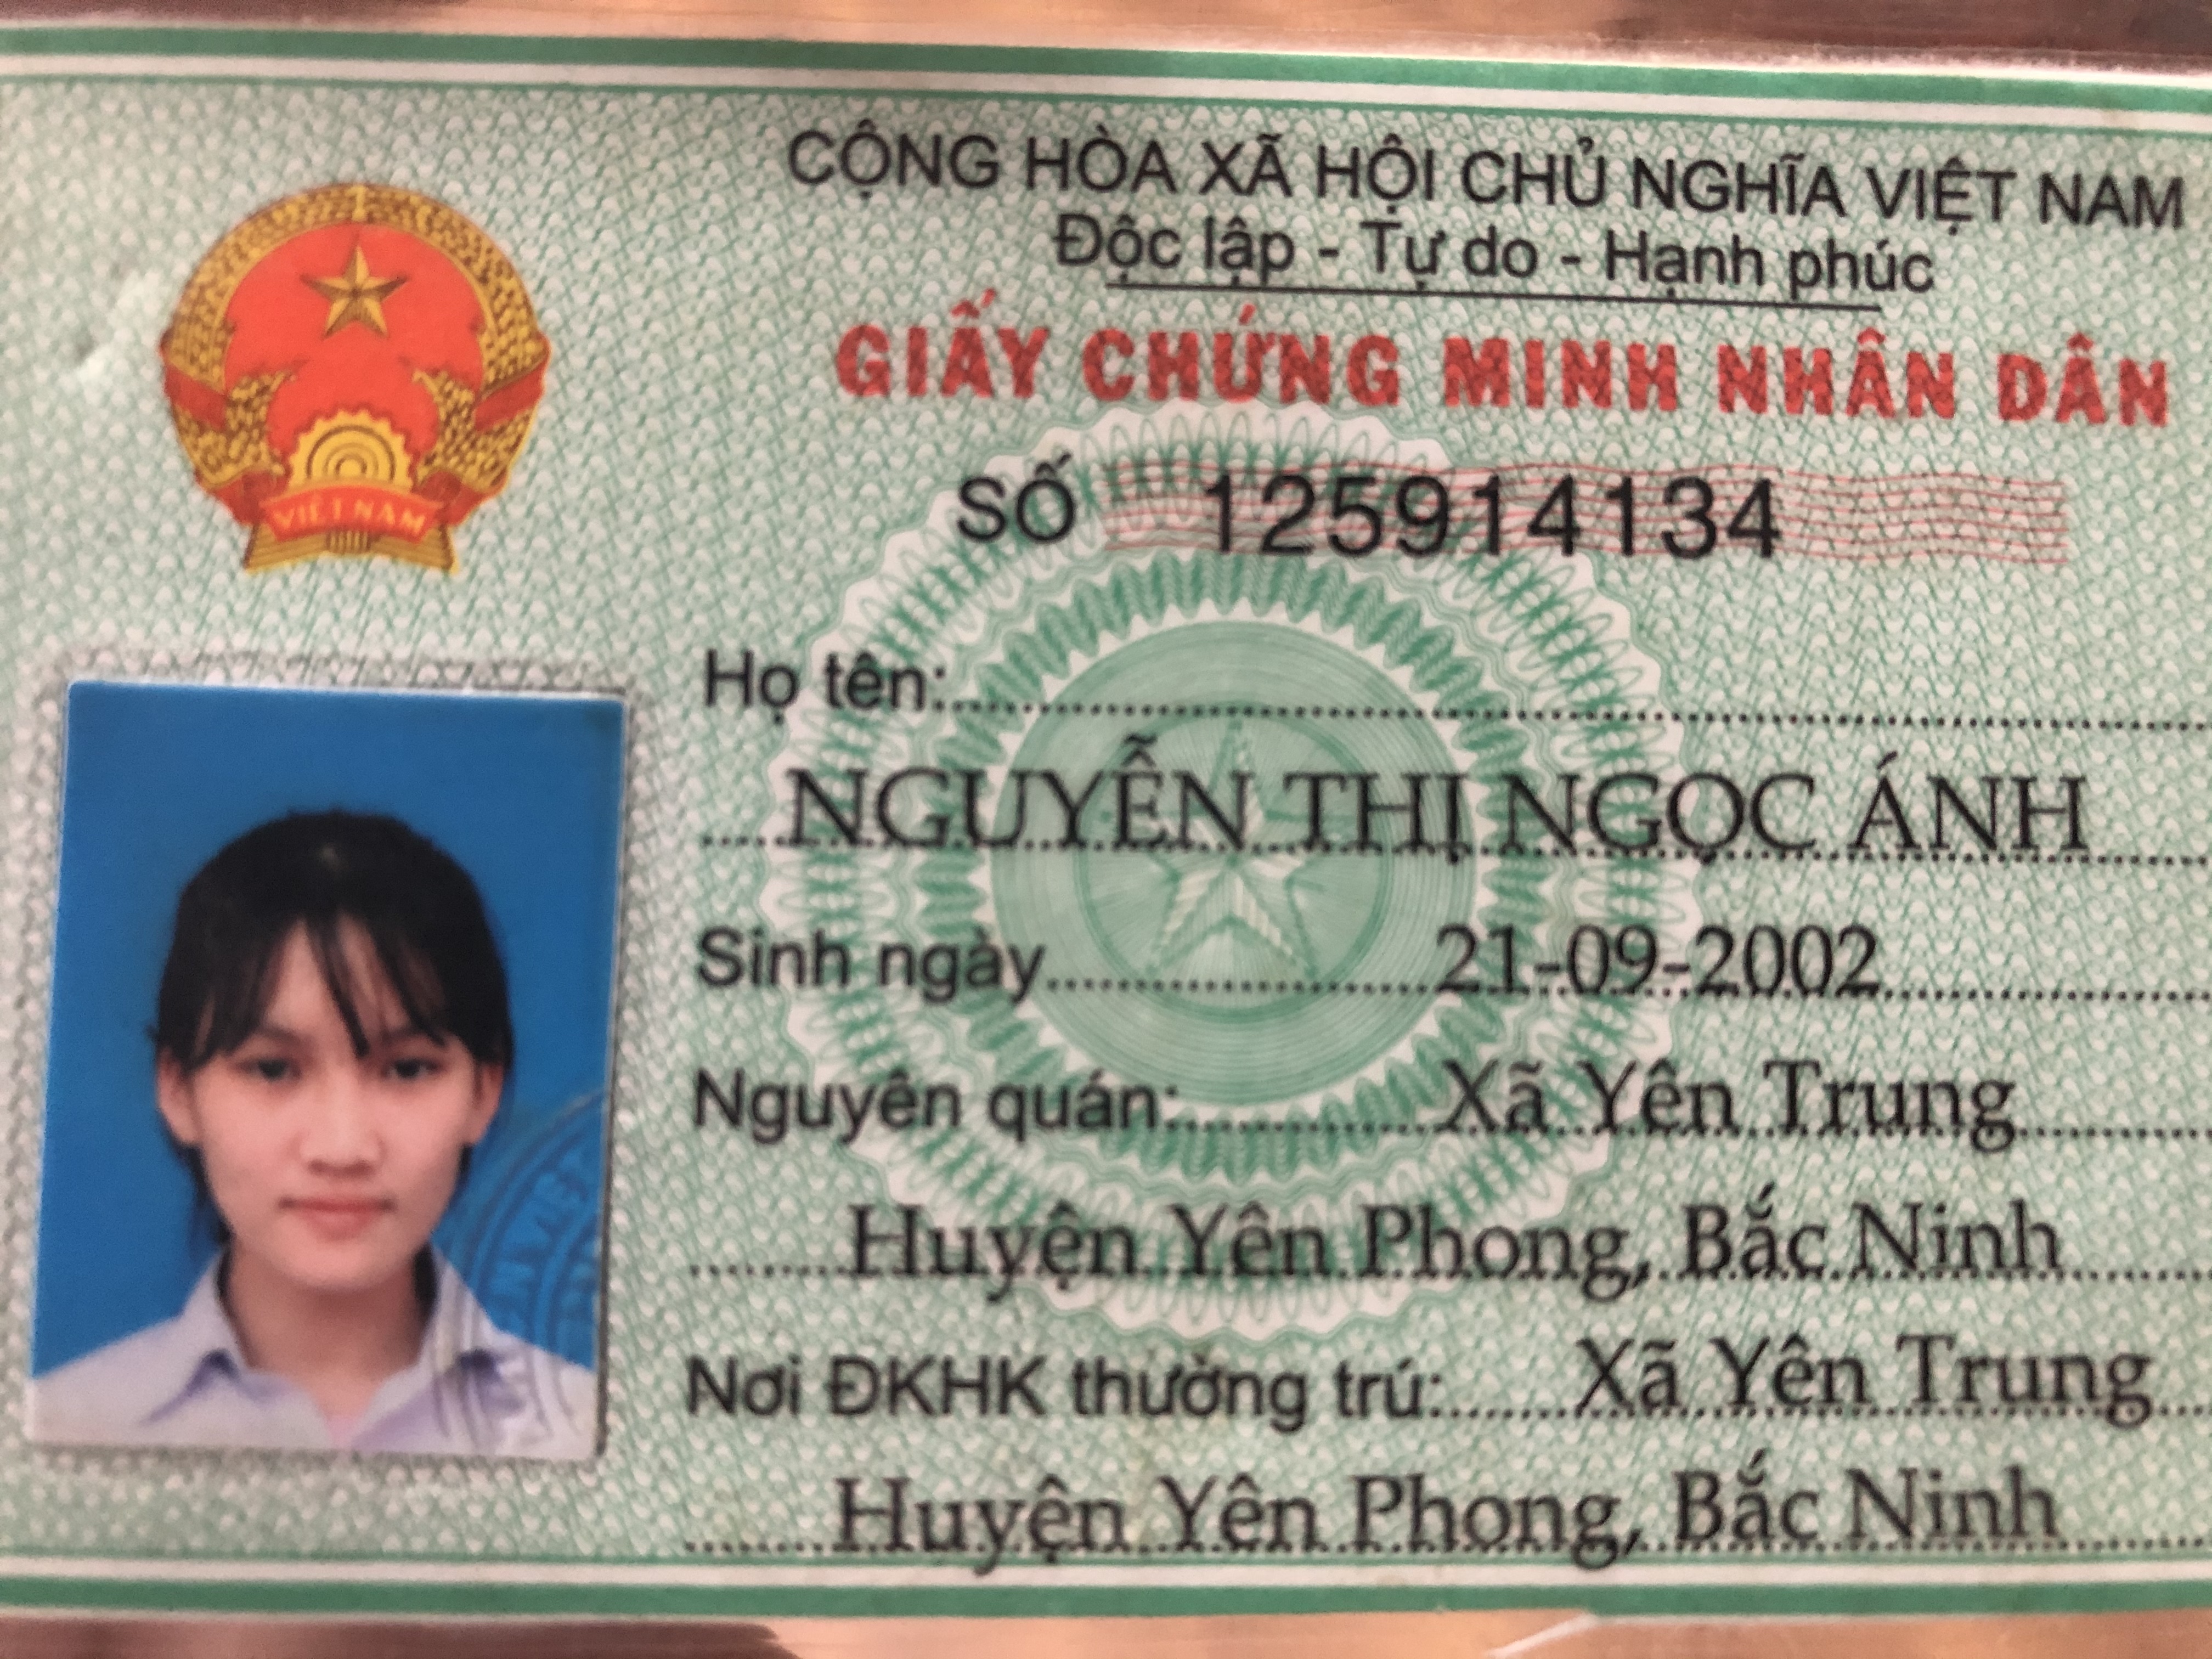 CỘNG HÒA XÃ HỘI CHỦ NGHĨA VIỆT NAM
Độc lập - Tự do - Hạnh phúc
GIẤY CHỨNG MINH NHÂN DÂN
SỐ 125914134
VIỆT NAM
Họ tên:
NGUYỄN THỊ NGỌC ÁNH
Sinh ngày 21-09-2002
Nguyên quán: Xã Yên Trung
Huyện Yên Phong, Bắc Ninh
Nơi ĐKHK thường trú: Xã Yên Trung
Huyện Yên Phong, Bắc Ninh